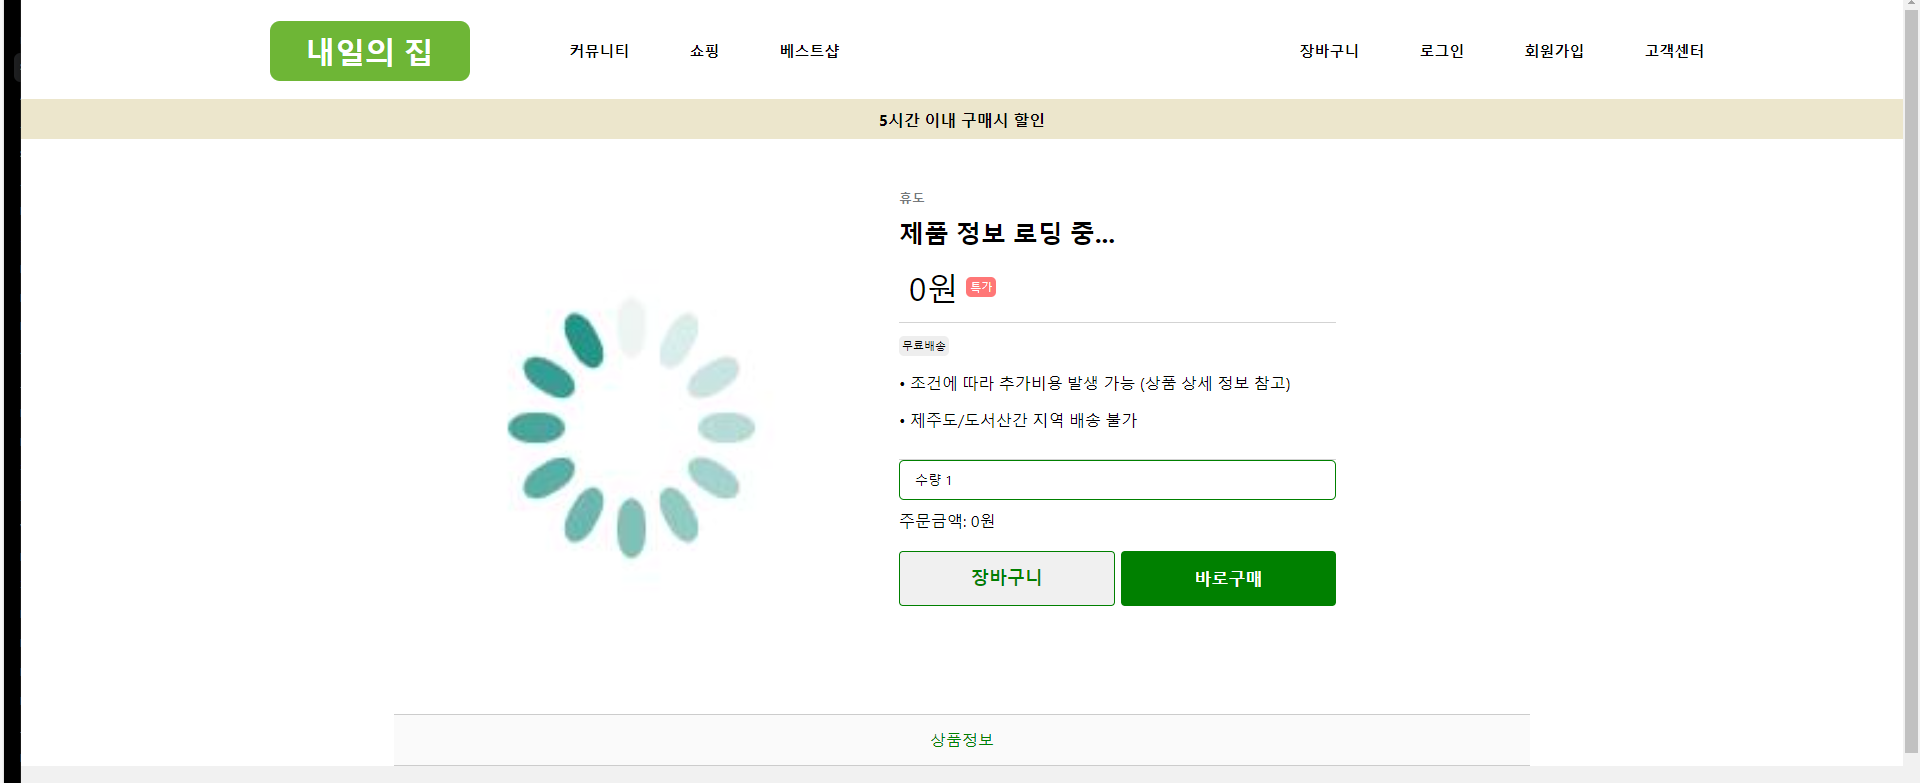 내일의 집
커뮤니티 쇼핑 베스트샵 장바구니 로그인 회원가입 고객센터
5시간 이내 구매시 할인
휴도
제품 정보 로딩 중...
0원 특가
무료배송
• 조건에 따라 추가비용 발생 가능 (상품 상세 정보 참고)
• 제주도/도서산간 지역 배송 불가
수량 1
주문금액: 0원
장바구니 바로구매
상품정보